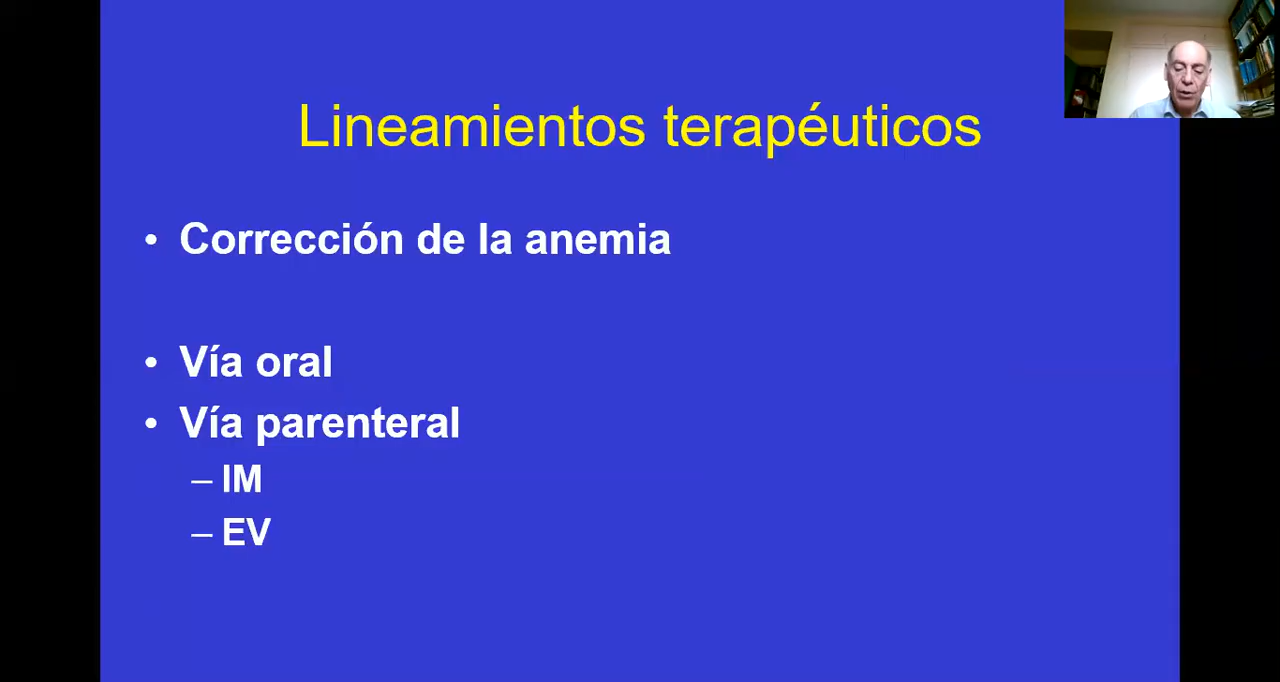 Lineamientos terapéuticos
• Corrección de la anemia
• Vía oral
• Vía parenteral
– IM
– EV